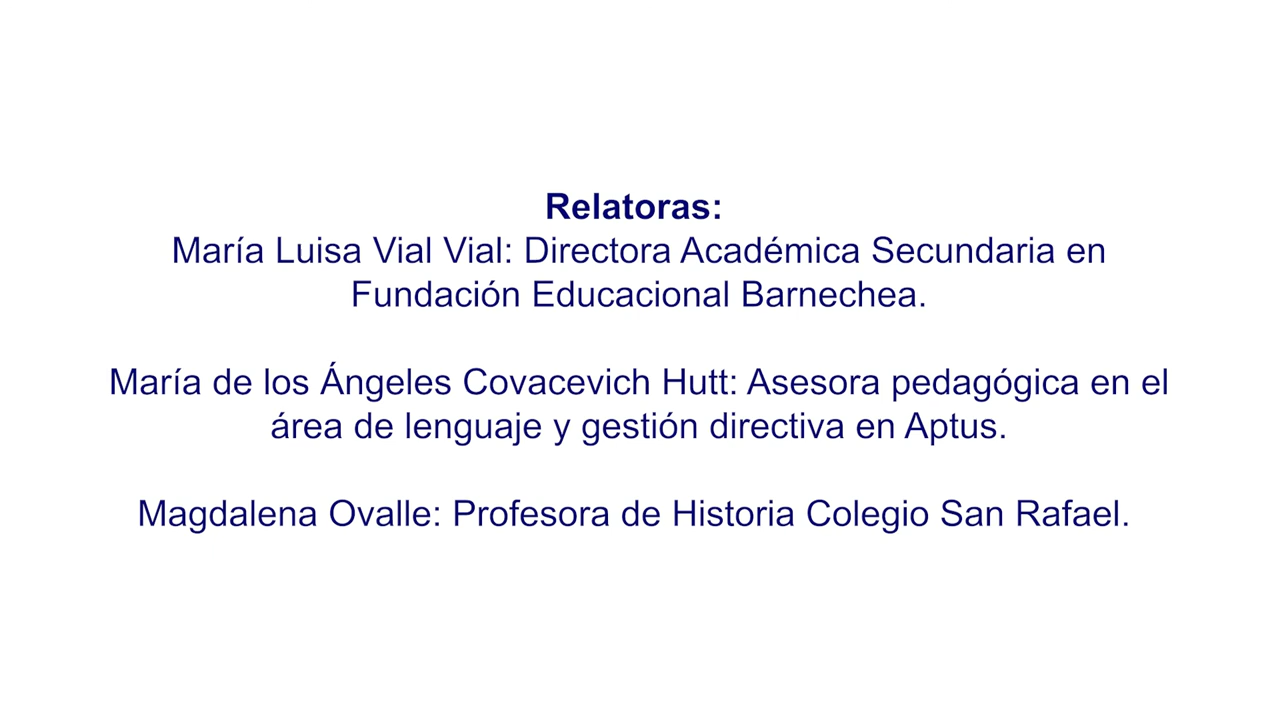 Relatoras:
María Luisa Vial Vial: Directora Académica Secundaria en
Fundación Educacional Barnechea.
María de los Ángeles Covacevich Hutt: Asesora pedagógica en el
área de lenguaje y gestión directiva en Aptus.
Magdalena Ovalle: Profesora de Historia Colegio San Rafael.